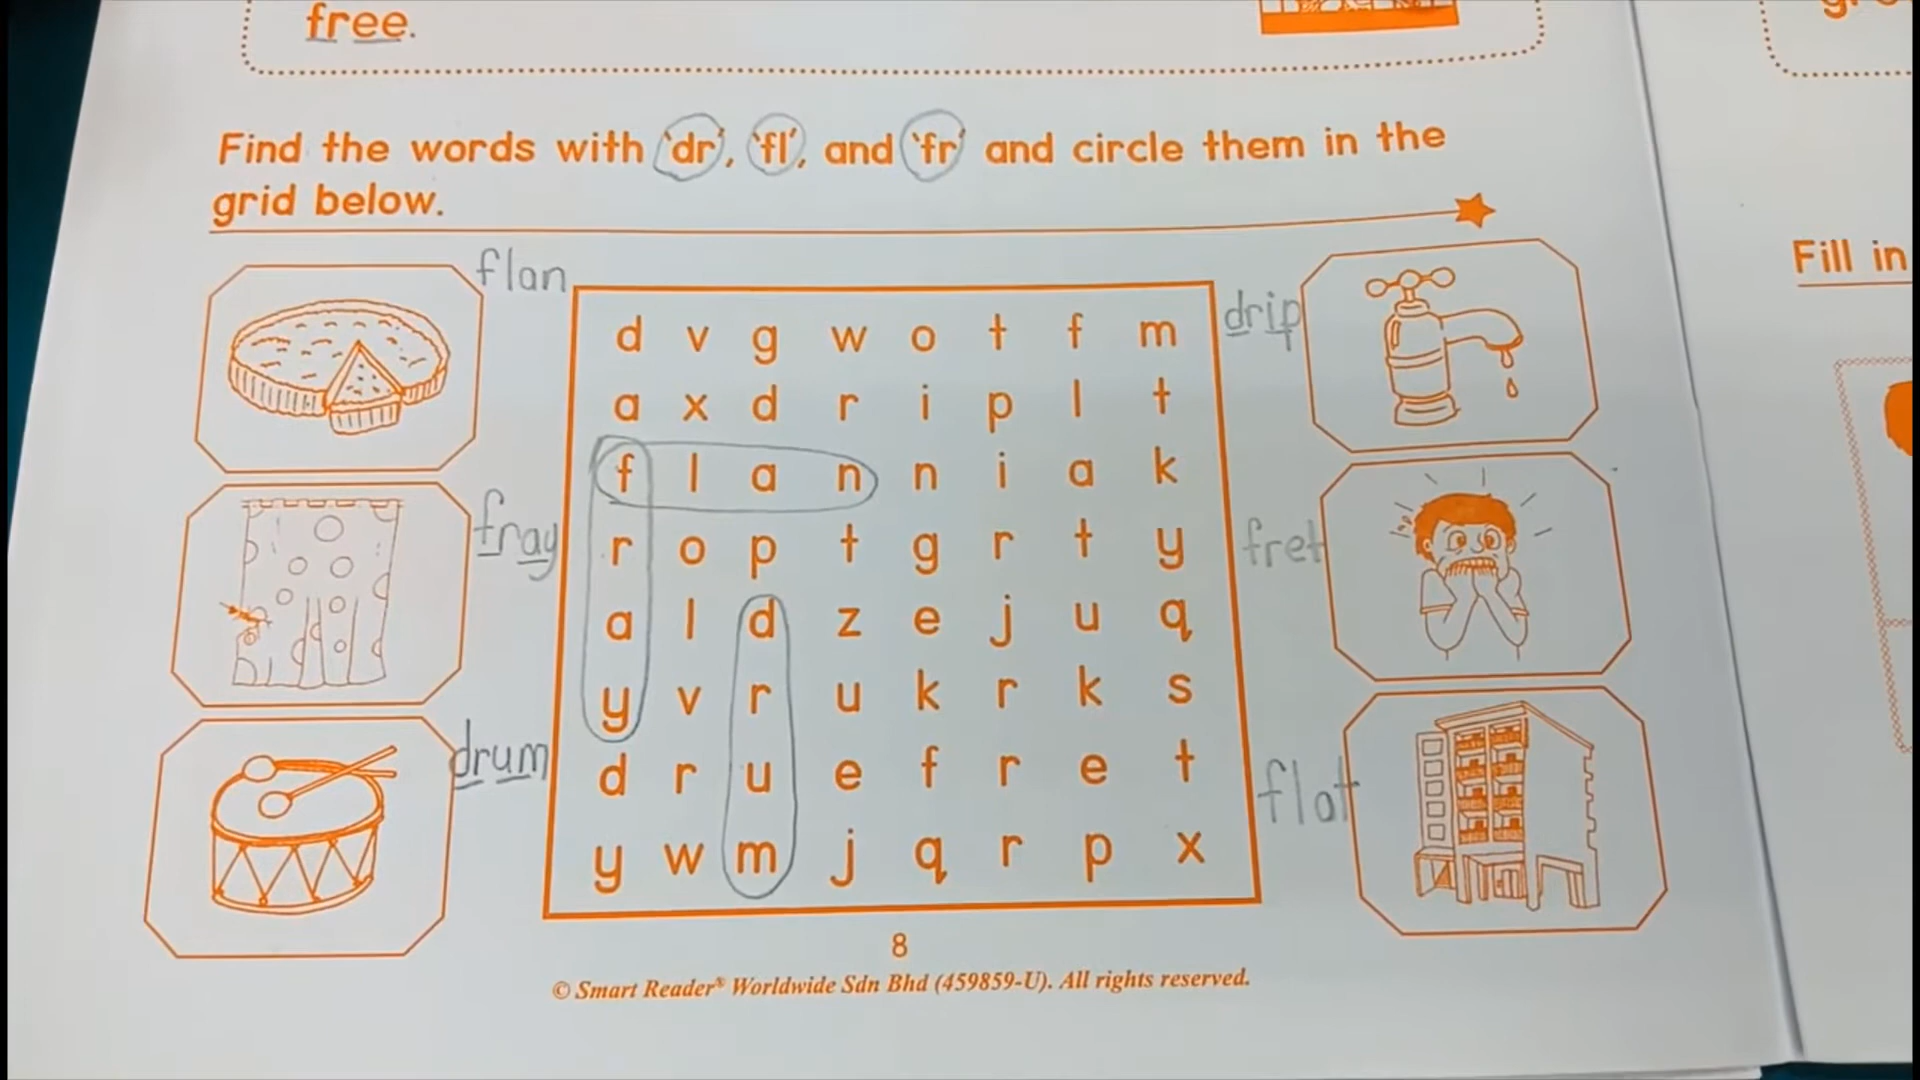 free.
Find the words with 'dr', 'fl', and 'fr' and circle them in the
grid below.
Fill in
flan
fray
drum
d v g w o t f m
a x d r i p l t
f l a n n i a k
r o p t g r t y
a l d z e j u q
y v r u k r k s
d r u e f r e t
y w m j q r p x
drip
fret
flat
8
© Smart Reader® Worldwide Sdn Bhd (459859-U). All rights reserved.